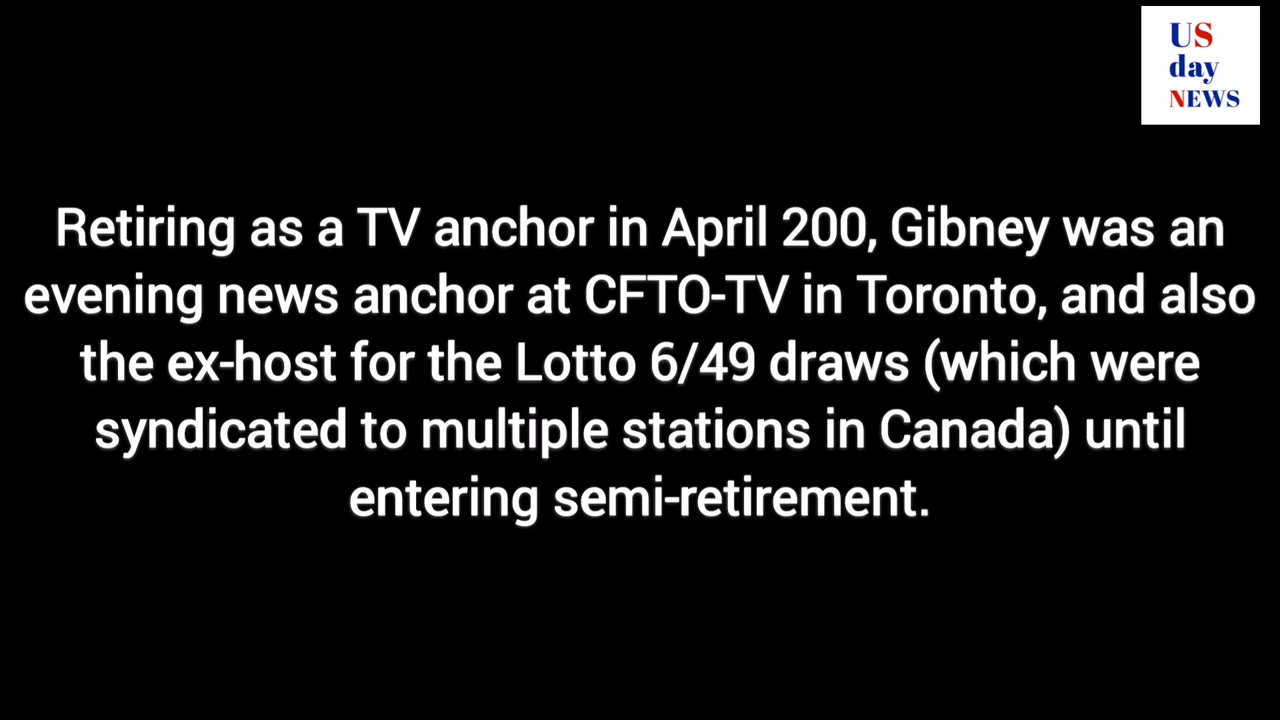 US
day
NEWS
Retiring as a TV anchor in April 200, Gibney was an
evening news anchor at CFTO-TV in Toronto, and also
the ex-host for the Lotto 6/49 draws (which were
syndicated to multiple stations in Canada) until
entering semi-retirement.